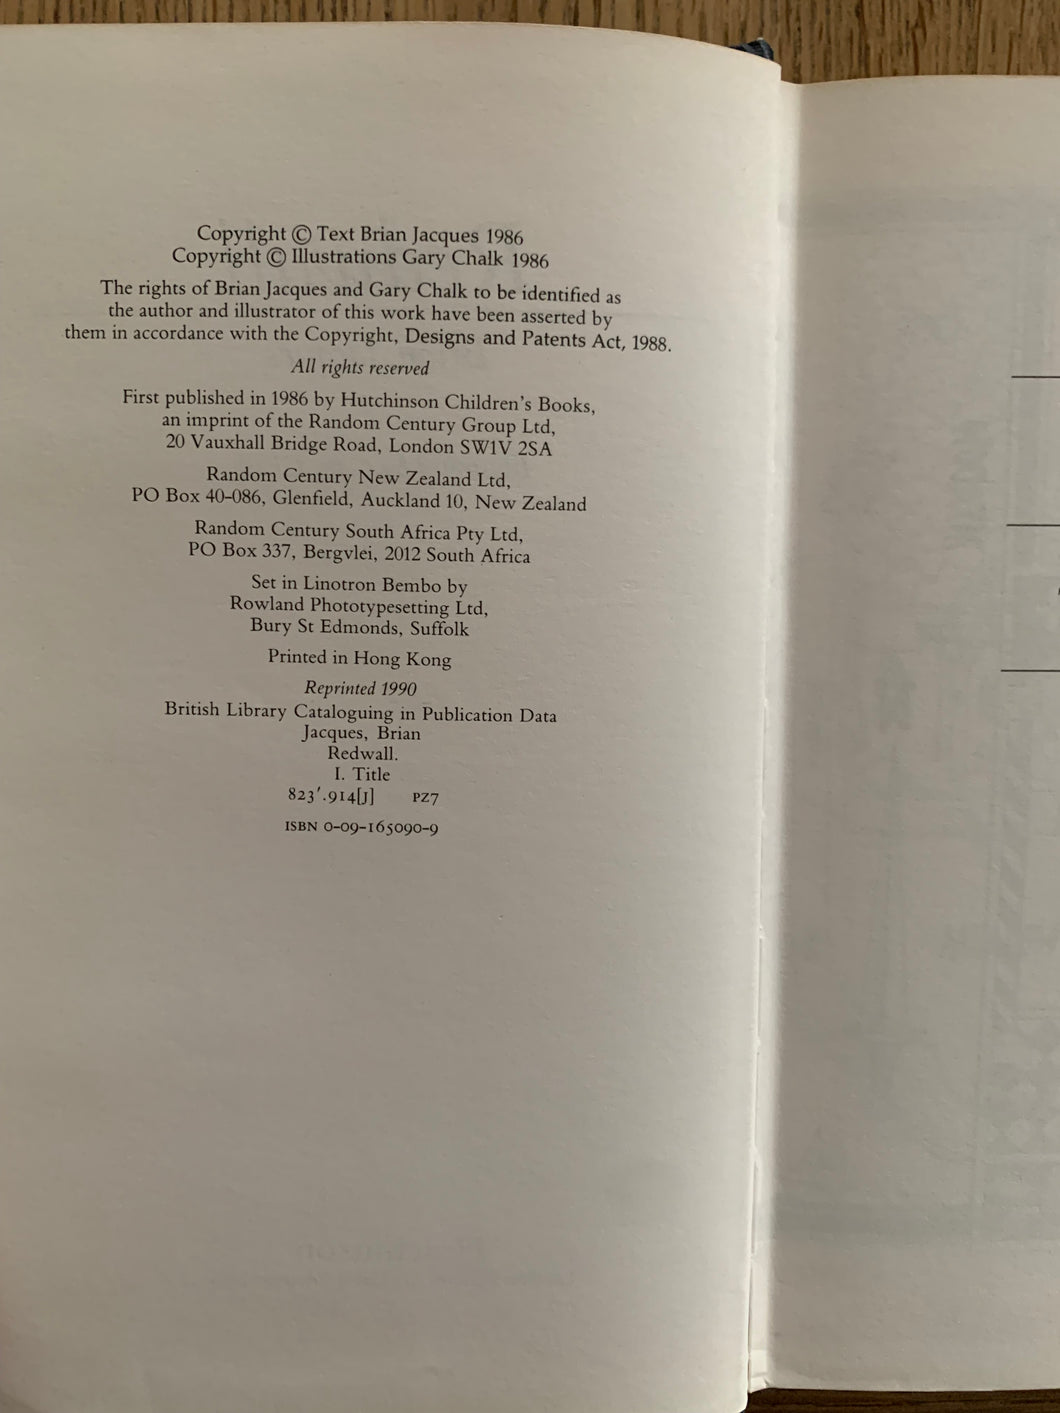 Copyright © Text Brian Jacques 1986
Copyright © Illustrations Gary Chalk 1986
The rights of Brian Jacques and Gary Chalk to be identified as
the author and illustrator of this work have been asserted by
them in accordance with the Copyright, Designs and Patents Act, 1988.
All rights reserved
First published in 1986 by Hutchinson Children's Books,
an imprint of the Random Century Group Ltd,
20 Vauxhall Bridge Road, London SW1V 2SA
Random Century New Zealand Ltd,
PO Box 40–086, Glenfield, Auckland 10, New Zealand
Random Century South Africa Pty Ltd,
PO Box 337, Bergvlei, 2012 South Africa
Set in Linotron Bembo by
Rowland Phototypesetting Ltd,
Bury St Edmonds, Suffolk
Printed in Hong Kong
Reprinted 1990
British Library Cataloguing in Publication Data
Jacques, Brian
Redwall.
I. Title
823′.914[J] PZ7
ISBN 0–09–165090–9